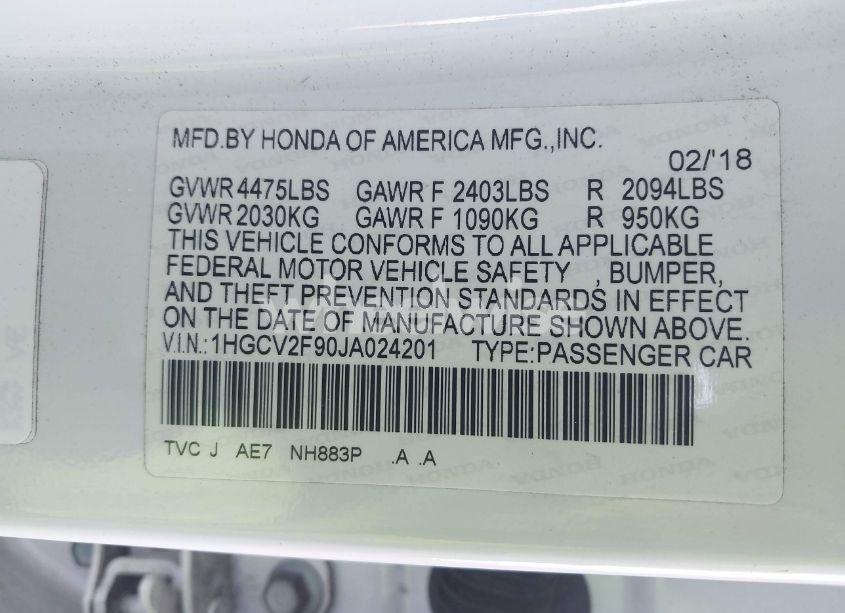 MFD.BY HONDA OF AMERICA MFG.,INC.
02/'18
GVWR 4475LBS GAWR F 2403LBS R 2094LBS
GVWR 2030KG GAWR F 1090KG R 950KG
THIS VEHICLE CONFORMS TO ALL APPLICABLE
FEDERAL MOTOR VEHICLE SAFETY , BUMPER,
AND THEFT PREVENTION STANDARDS IN EFFECT
ON THE DATE OF MANUFACTURE SHOWN ABOVE.
V.I.N.:1HGCV2F90JA024201 TYPE:PASSENGER CAR
TVC J AE7 NH883P .A .A